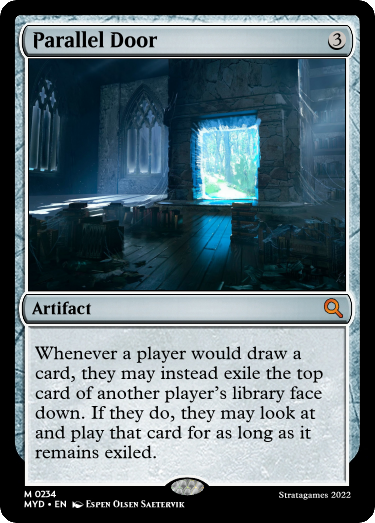 Parallel Door
3
Artifact
Whenever a player would draw a
card, they may instead exile the top
card of another player's library face
down. If they do, they may look at
and play that card for as long as it
remains exiled.
M 0234
MYD • EN Espen Olsen Saetervik
Stratagames 2022